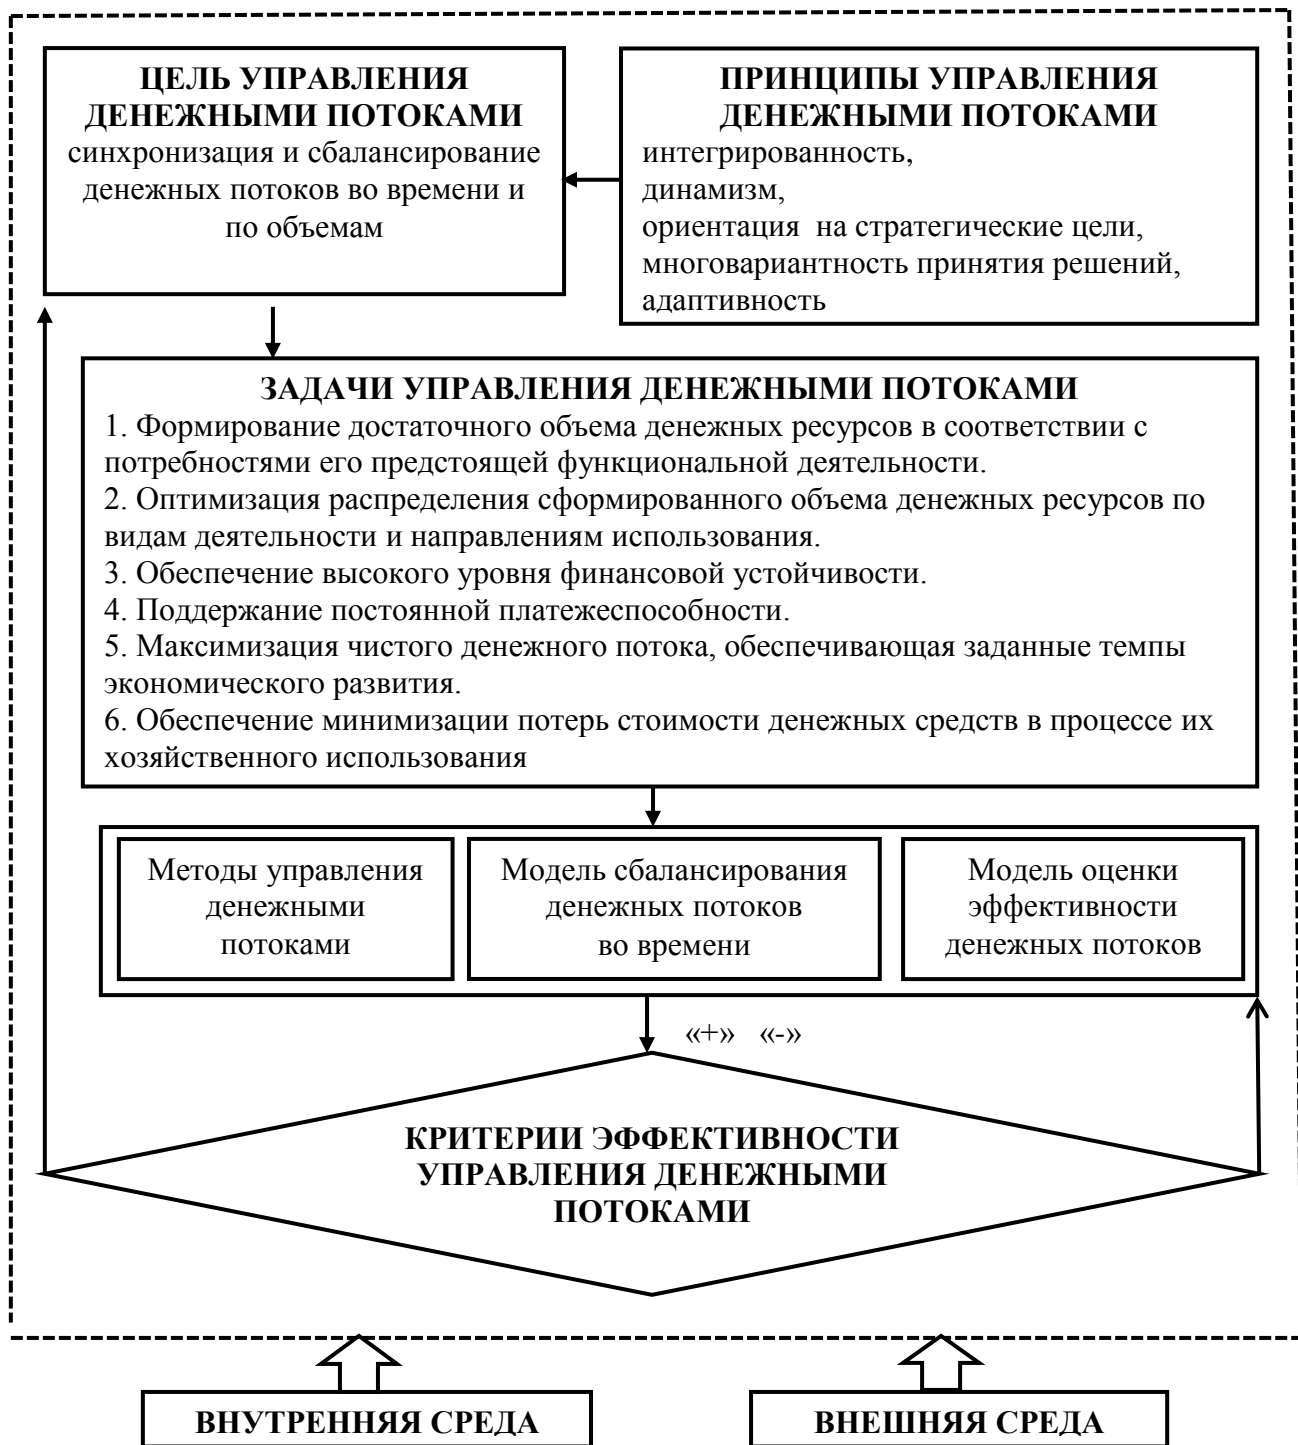 ЦЕЛЬ УПРАВЛЕНИЯ
ДЕНЕЖНЫМИ ПОТОКАМИ
синхронизация и сбалансирование
денежных потоков во времени и
по объемам
ПРИНЦИПЫ УПРАВЛЕНИЯ
ДЕНЕЖНЫМИ ПОТОКАМИ
интегрированность,
динамизм,
ориентация на стратегические цели,
многовариантность принятия решений,
адаптивность
ЗАДАЧИ УПРАВЛЕНИЯ ДЕНЕЖНЫМИ ПОТОКАМИ
1. Формирование достаточного объема денежных ресурсов в соответствии с
потребностями его предстоящей функциональной деятельности.
2. Оптимизация распределения сформированного объема денежных ресурсов по
видам деятельности и направлениям использования.
3. Обеспечение высокого уровня финансовой устойчивости.
4. Поддержание постоянной платежеспособности.
5. Максимизация чистого денежного потока, обеспечивающая заданные темпы
экономического развития.
6. Обеспечение минимизации потерь стоимости денежных средств в процессе их
хозяйственного использования
Методы управления
денежными
потоками
Модель сбалансирования
денежных потоков
во времени
Модель оценки
эффективности
денежных потоков
«+» «-»
КРИТЕРИИ ЭФФЕКТИВНОСТИ
УПРАВЛЕНИЯ ДЕНЕЖНЫМИ
ПОТОКАМИ
ВНУТРЕННЯЯ СРЕДА
ВНЕШНЯЯ СРЕДА